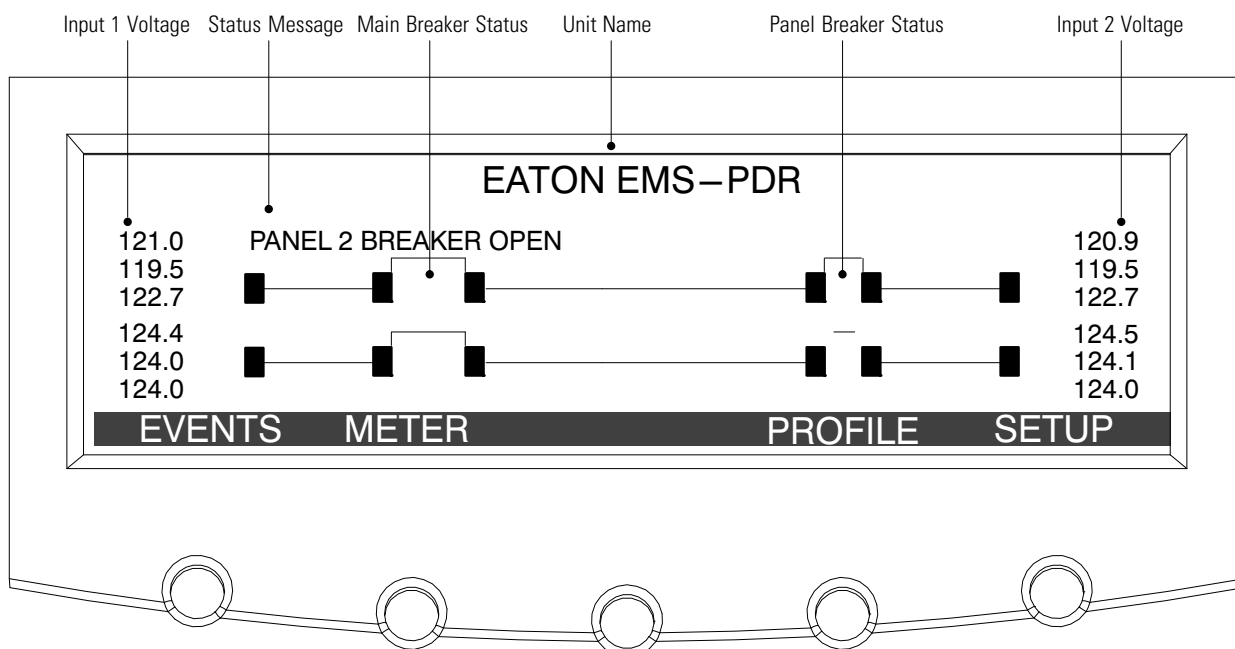 Input 1 Voltage Status Message Main Breaker Status Unit Name Panel Breaker Status Input 2 Voltage
EATON EMS–PDR
121.0 PANEL 2 BREAKER OPEN 120.9
119.5 119.5
122.7 122.7
124.4 124.5
124.0 124.1
124.0 124.0
EVENTS METER PROFILE SETUP